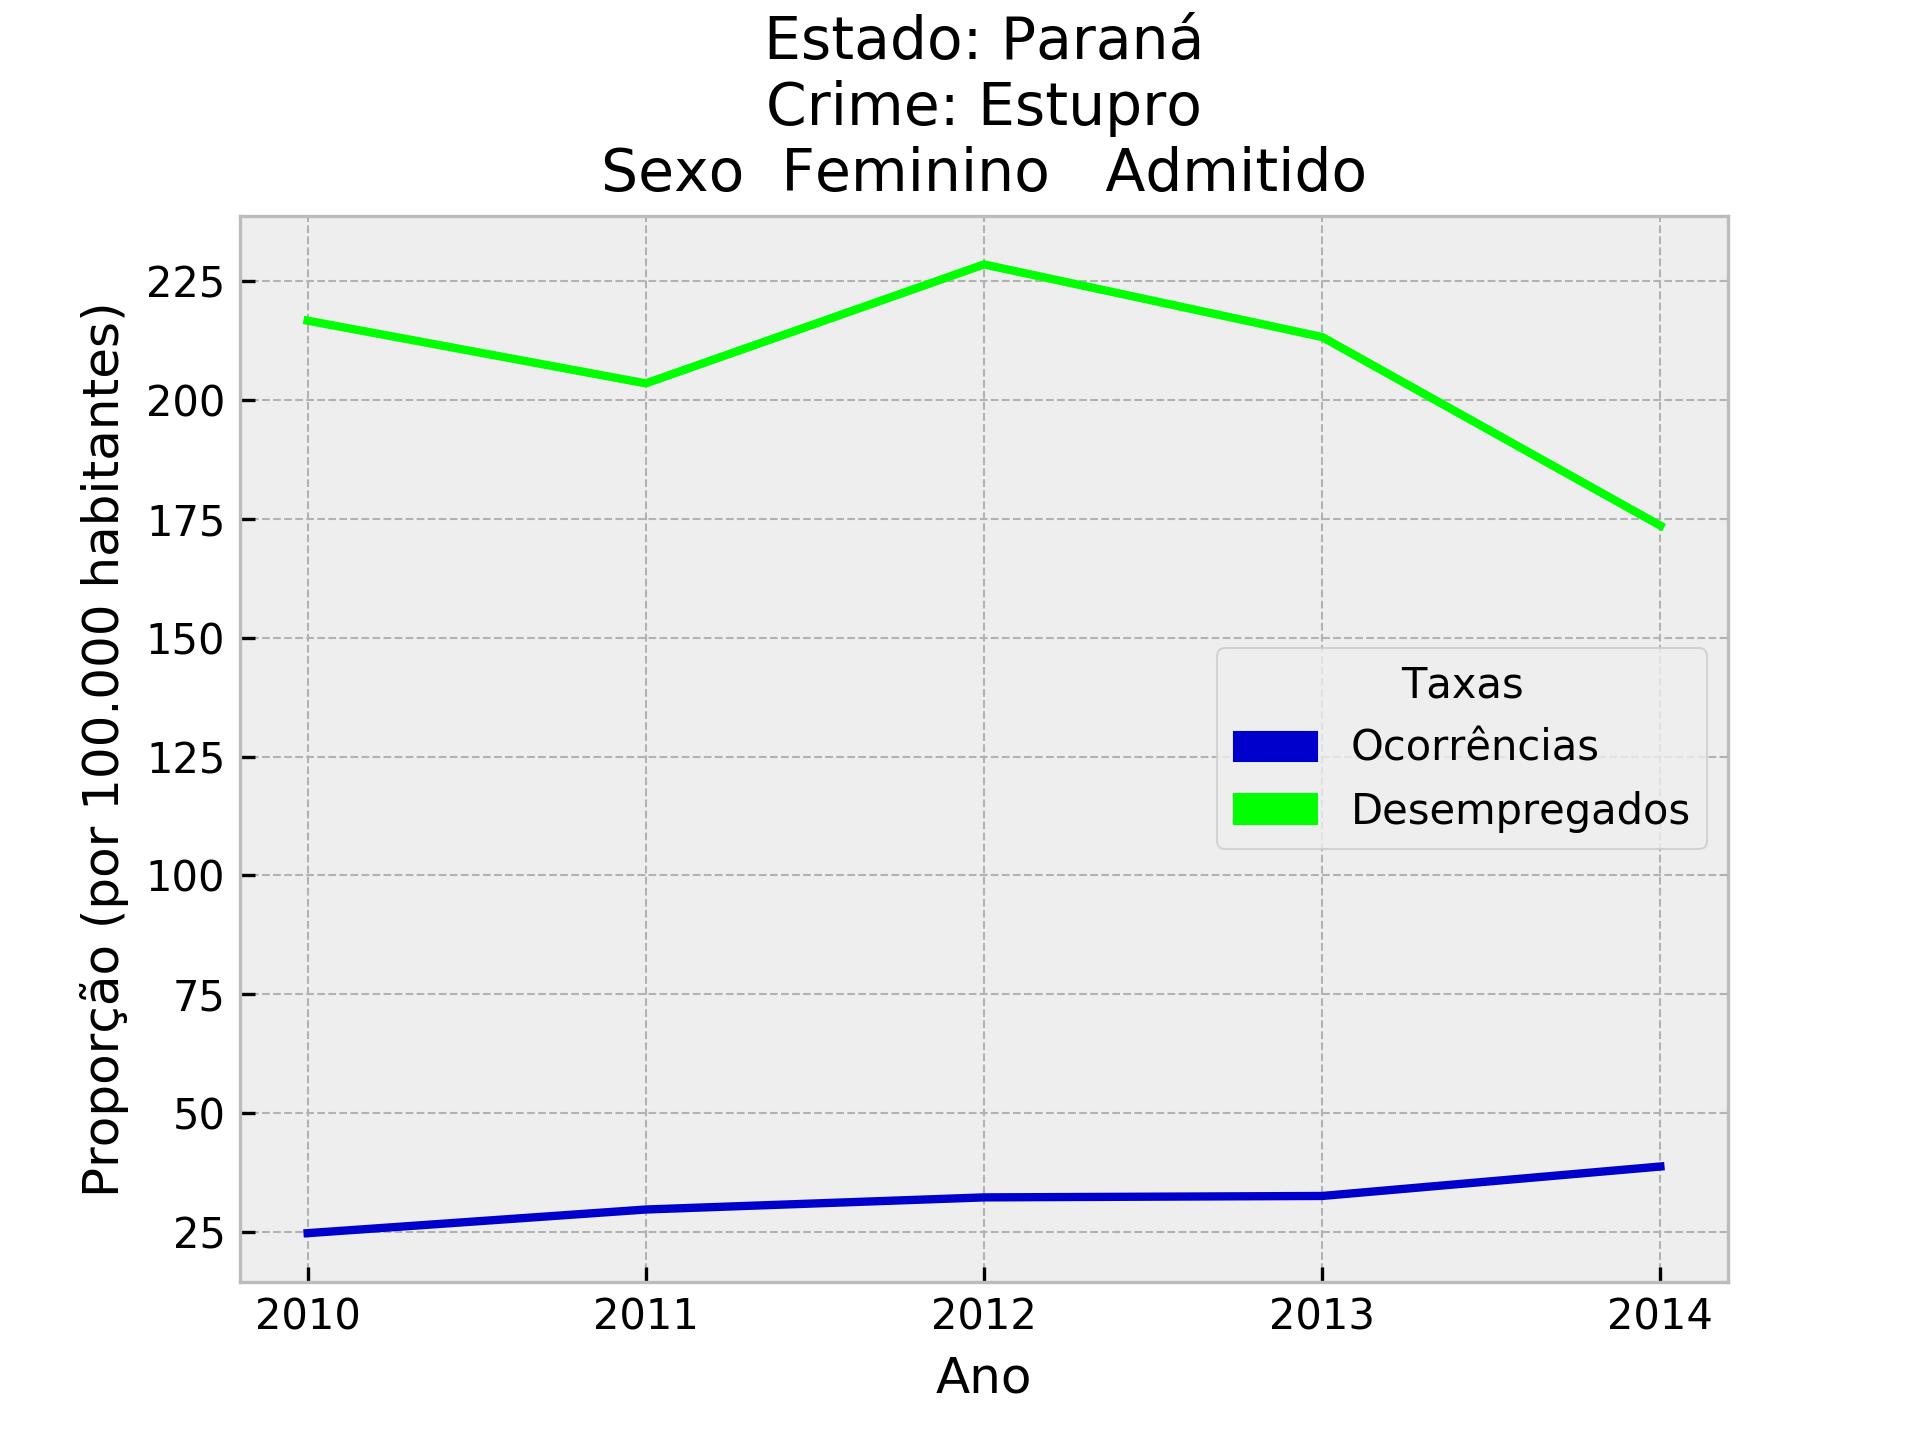 Estado: Paraná
Crime: Estupro
Sexo  Feminino   Admitido
Proporção (por 100.000 habitantes)
225
200
175
150
125
100
75
50
25
Taxas
Ocorrências
Desempregados
2010 2011 2012 2013 2014
Ano